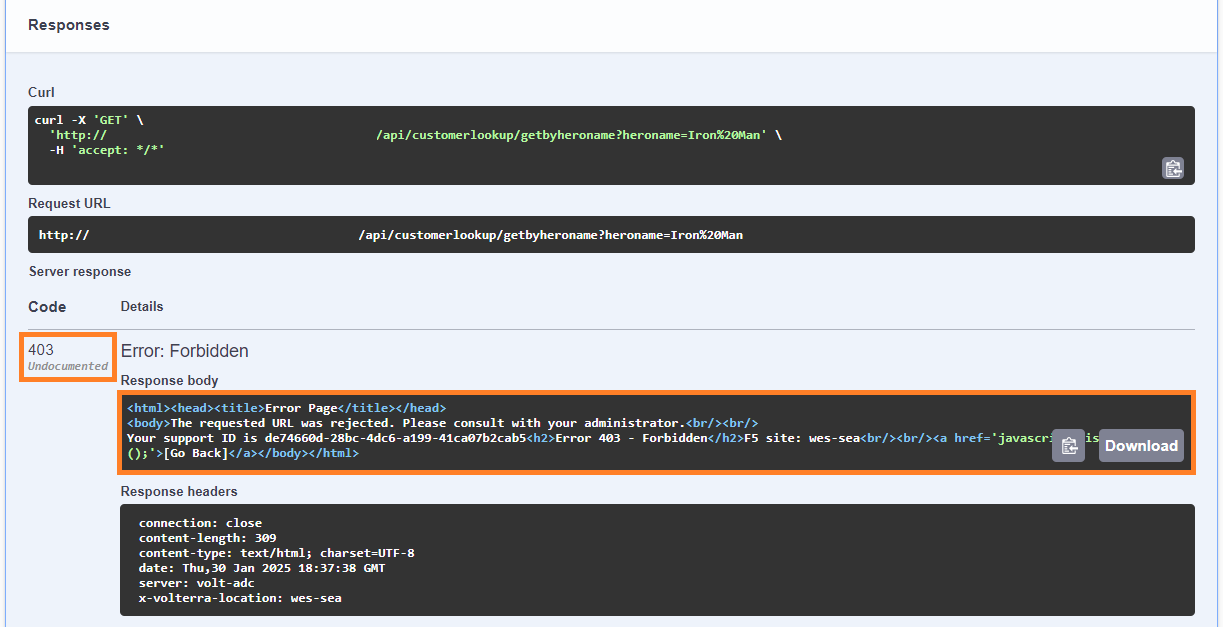 Responses
Curl
curl -X 'GET' \
'http:// /api/customerlookup/getbyheroname?heroname=Iron%20Man' \
-H 'accept: */*'
Request URL
http:// /api/customerlookup/getbyheroname?heroname=Iron%20Man
Server response
Code Details
403 Error: Forbidden
Undocumented
Response body
<html><head><title>Error Page</title></head>
<body>The requested URL was rejected. Please consult with your administrator.<br/><br/>
Your support ID is de74660d-28bc-4dc6-a199-41ca07b2cab5<h2>Error 403 - Forbidden</h2>F5 site: wes-sea<br/><br/><a href='javascri is
();'>[Go Back]</a></body></html>
Download
Response headers
connection: close
content-length: 309
content-type: text/html; charset=UTF-8
date: Thu,30 Jan 2025 18:37:38 GMT
server: volt-adc
x-volterra-location: wes-sea